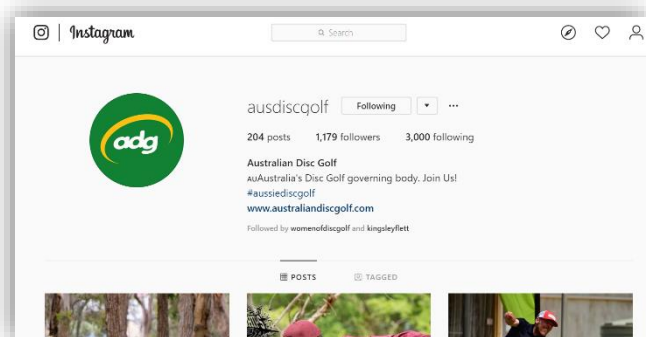 Instagram
Search
ausdiscgolf Following
204 posts 1,179 followers 3,000 following
adg
Australian Disc Golf
AUAustralia's Disc Golf governing body. Join Us!
#aussiediscgolf
www.australiandiscgolf.com
Followed by womenofdiscgolf and kingsleyflett
POSTS TAGGED